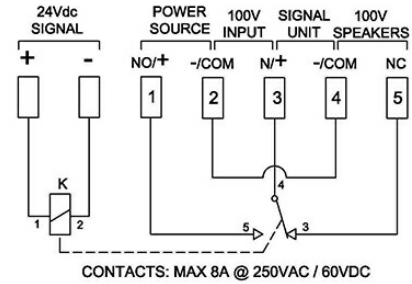 24Vdc SIGNAL
POWER SOURCE
100V INPUT
SIGNAL UNIT
100V SPEAKERS
+ -
NO/+ -/COM N/+ -/COM NC
1 2 3 4 5
K
1 2
4
5 3
CONTACTS: MAX 8A @ 250VAC / 60VDC